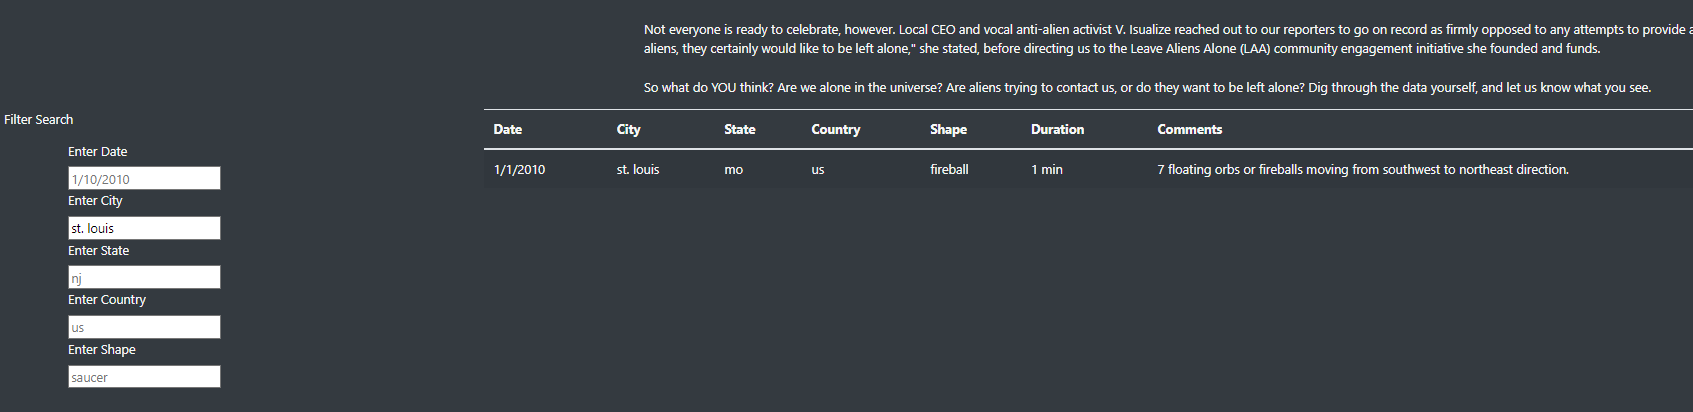 Not everyone is ready to celebrate, however. Local CEO and vocal anti-alien activist V. Isualize reached out to our reporters to go on record as firmly opposed to any attempts to provide a
aliens, they certainly would like to be left alone," she stated, before directing us to the Leave Aliens Alone (LAA) community engagement initiative she founded and funds.
So what do YOU think? Are we alone in the universe? Are aliens trying to contact us, or do they want to be left alone? Dig through the data yourself, and let us know what you see.
Filter Search
Enter Date
1/10/2010
Enter City
st. louis
Enter State
nj
Enter Country
us
Enter Shape
saucer
Date City State Country Shape Duration Comments
1/1/2010 st. louis mo us fireball 1 min 7 floating orbs or fireballs moving from southwest to northeast direction.